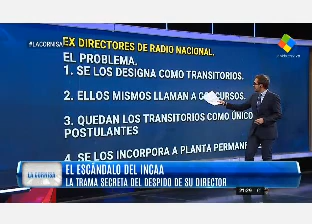 #LACORNISA
EX DIRECTORES DE RADIO NACIONAL.
EL PROBLEMA.
1. SE LOS DESIGNA COMO TRANSITORIOS.
2. ELLOS MISMOS LLAMAN A CONCURSOS.
3. QUEDAN LOS TRANSITORIOS COMO ÚNICO
POSTULANTES
4. SE LOS INCORPORA A PLANTA PERMANE
LA CORNISA
EL ESCÁNDALO DEL INCAA
LA TRAMA SECRETA DEL DESPIDO DE SU DIRECTOR